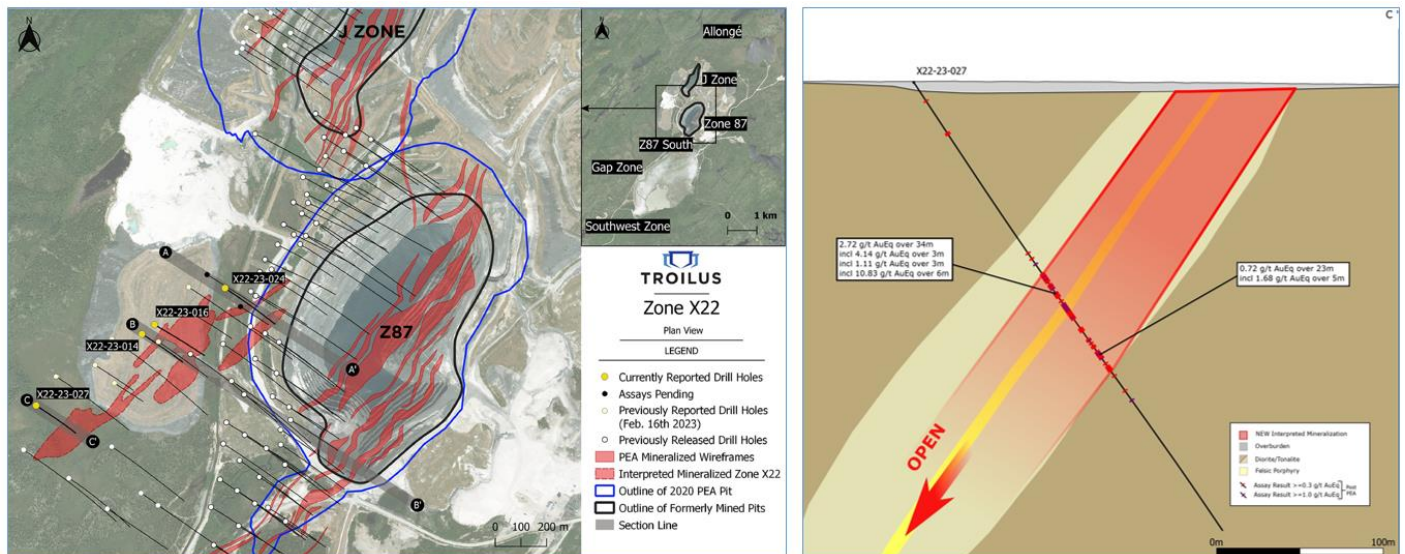 N
J ZONE
A
X22-23-024
X22-23-016
B
X22-23-014
Z87
A'
X22-23-027
C
C'
B'
0 100 200 m
N
Allongé
J Zone
Zone 87
Z87 South
Gap Zone
Southwest Zone
0 1 km
TROILUS
Zone X22
Plan View
LEGEND
Currently Reported Drill Holes
Assays Pending
Previously Reported Drill Holes
(Feb. 16th 2023)
Previously Released Drill Holes
PEA Mineralized Wireframes
Interpreted Mineralized Zone X22
Outline of 2020 PEA Pit
Outline of Formerly Mined Pits
Section Line
C'
X22-23-027
2.72 g/t AuEq over 34m
incl 4.14 g/t AuEq over 3m
incl 1.11 g/t AuEq over 3m
incl 10.83 g/t AuEq over 6m
0.72 g/t AuEq over 23m
incl 1.68 g/t AuEq over 5m
OPEN
NEW Interpreted Mineralization
Overburden
Diorite/Tonalite
Felsic Porphyry
Assay Result >=0.3 g/t AuEq
Assay Result >=1.0 g/t AuEq
Post
PEA
0m 100m